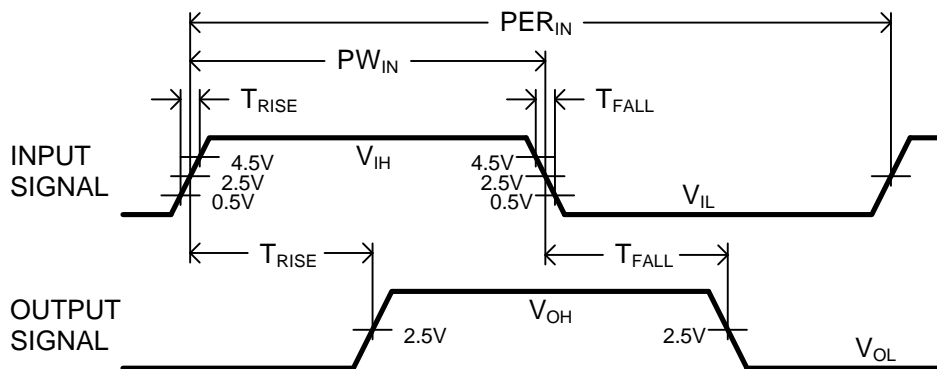 PER_IN
PW_IN
T_RISE
T_FALL
INPUT
SIGNAL
4.5V
2.5V
0.5V
V_IH
4.5V
2.5V
0.5V
V_IL
T_RISE
T_FALL
OUTPUT
SIGNAL
2.5V
V_OH
2.5V
V_OL